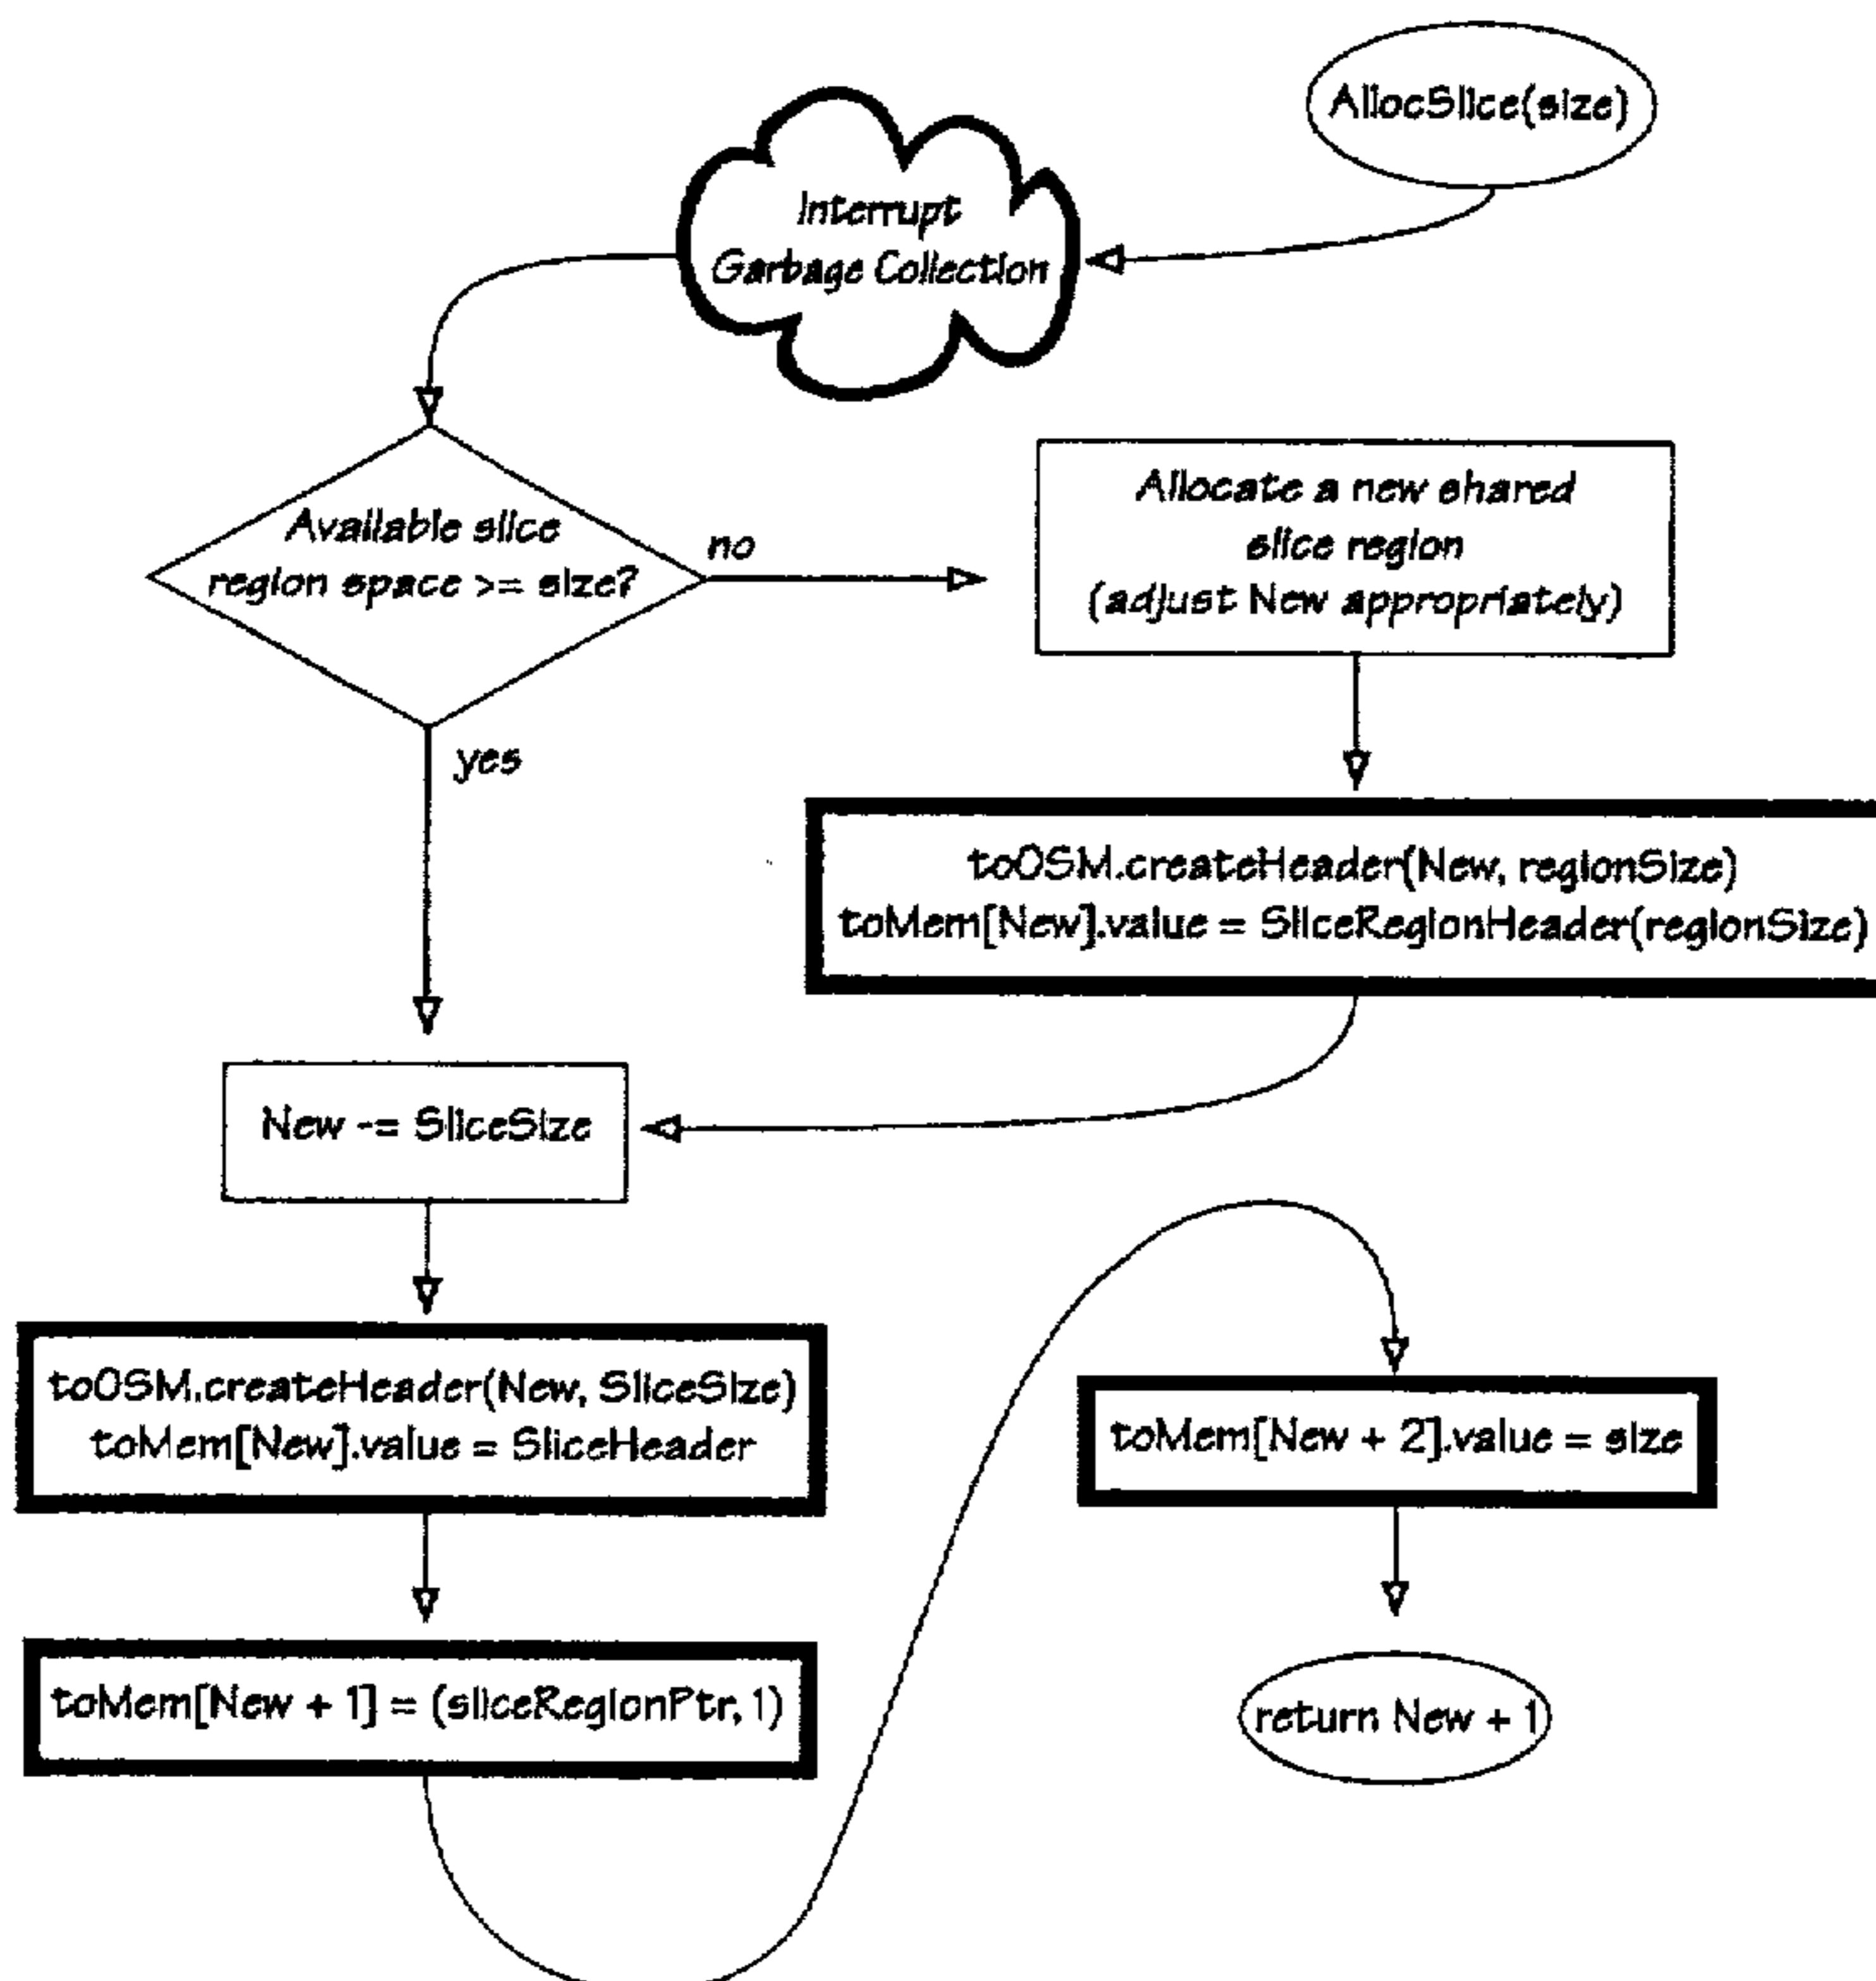 AllocSlice(size)
Interrupt
Garbage Collection
Available slice
region space >= size?
no
yes
Allocate a new shared
slice region
(adjust New appropriately)
toOSM.createHeader(New, regionSize)
toMem[New].value = SliceRegionHeader(regionSize)
New -= SliceSize
toOSM.createHeader(New, SliceSize)
toMem[New].value = SliceHeader
toMem[New + 1] = (sliceRegionPtr, 1)
toMem[New + 2].value = size
return New + 1